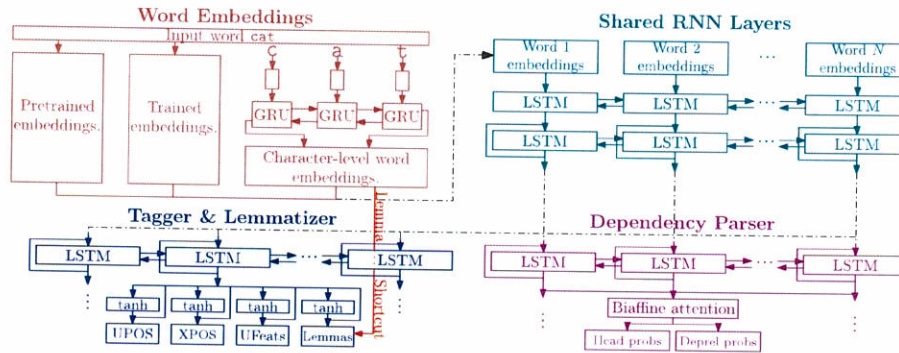 Word Embeddings
Input word cat
c a t
Pretrained embeddings.
Trained embeddings.
GRU GRU GRU
Character-level word embeddings.
Shared RNN Layers
Word 1 embeddings
Word 2 embeddings
...
Word N embeddings
LSTM LSTM ... LSTM
LSTM LSTM ... LSTM
Lemma Shortcut
Tagger & Lemmatizer
LSTM LSTM ... LSTM
tanh tanh tanh tanh
UPOS XPOS UFeats Lemmas
Dependency Parser
LSTM LSTM ... LSTM
Biaffine attention
Head probs Deprel probs